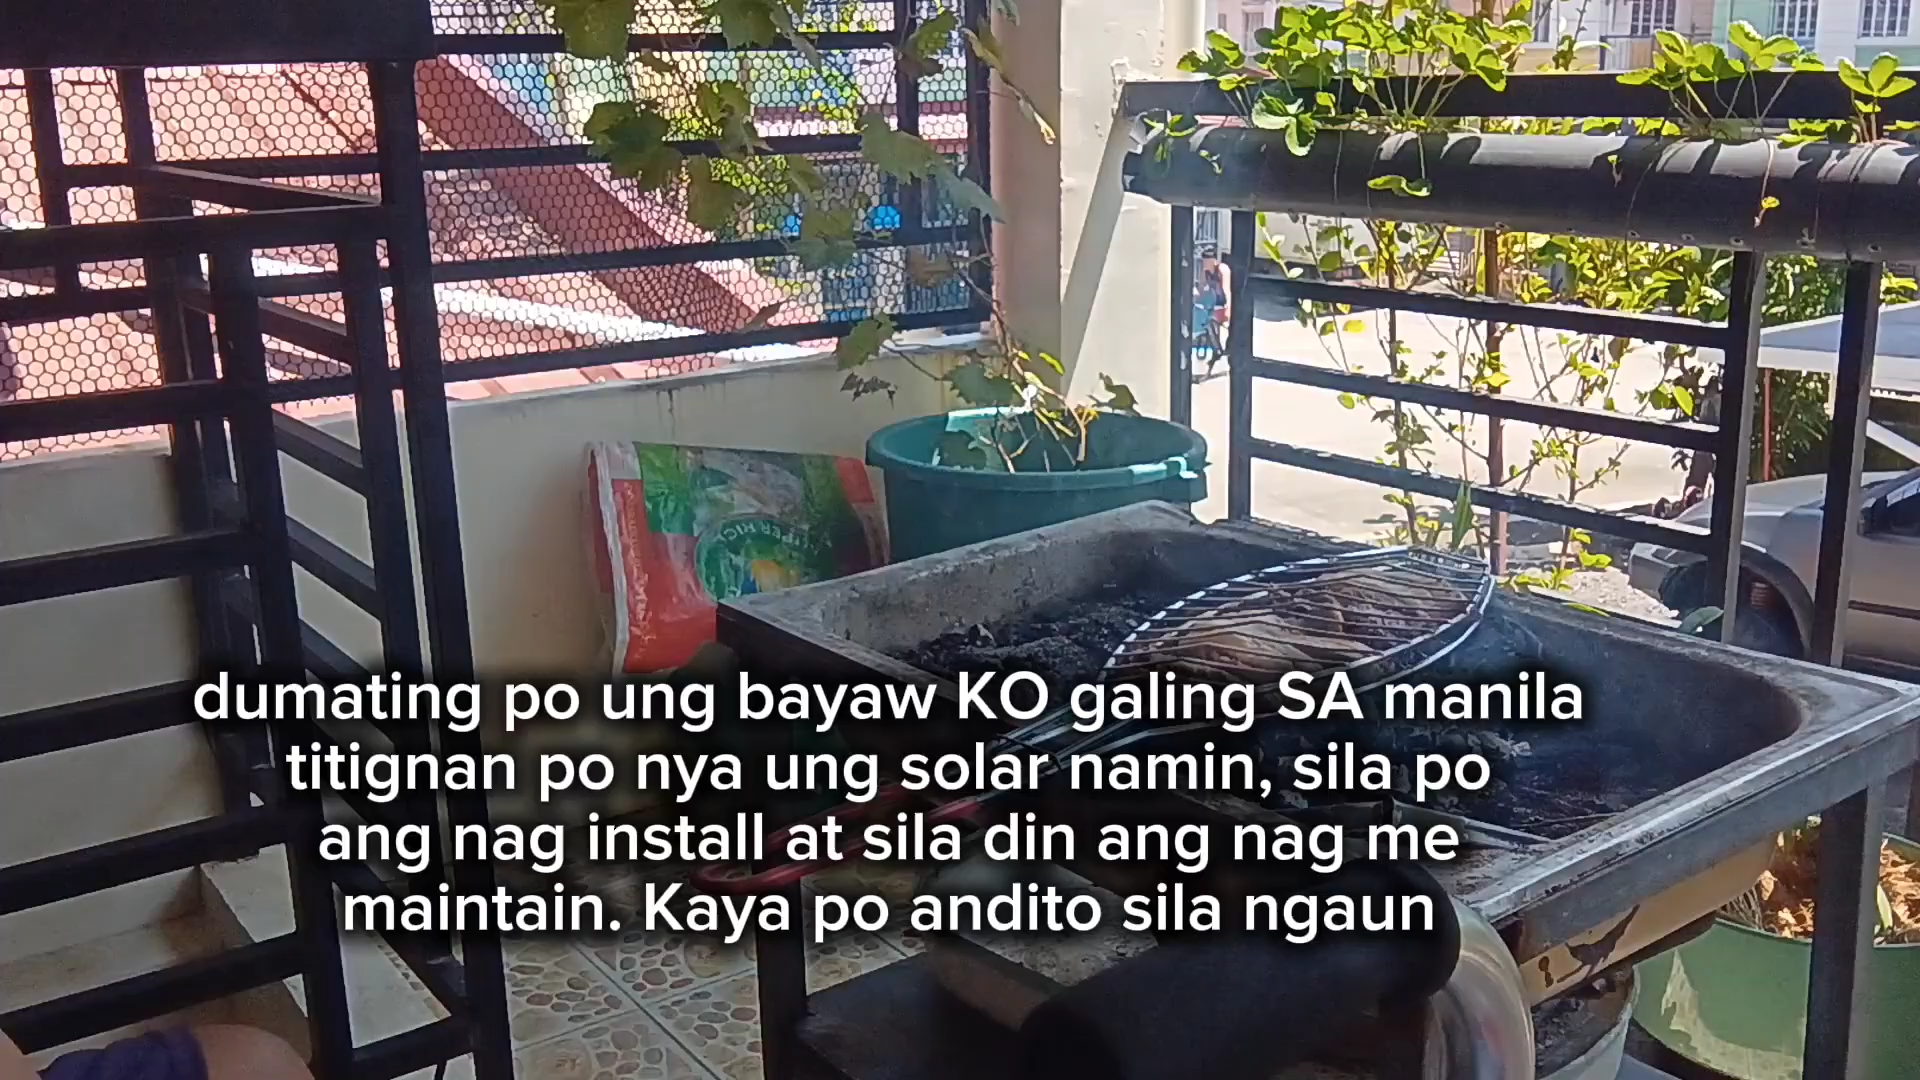 dumating po ung bayaw KO galing SA manila
titignan po nya ung solar namin, sila po
ang nag install at sila din ang nag me
maintain. Kaya po andito sila ngaun